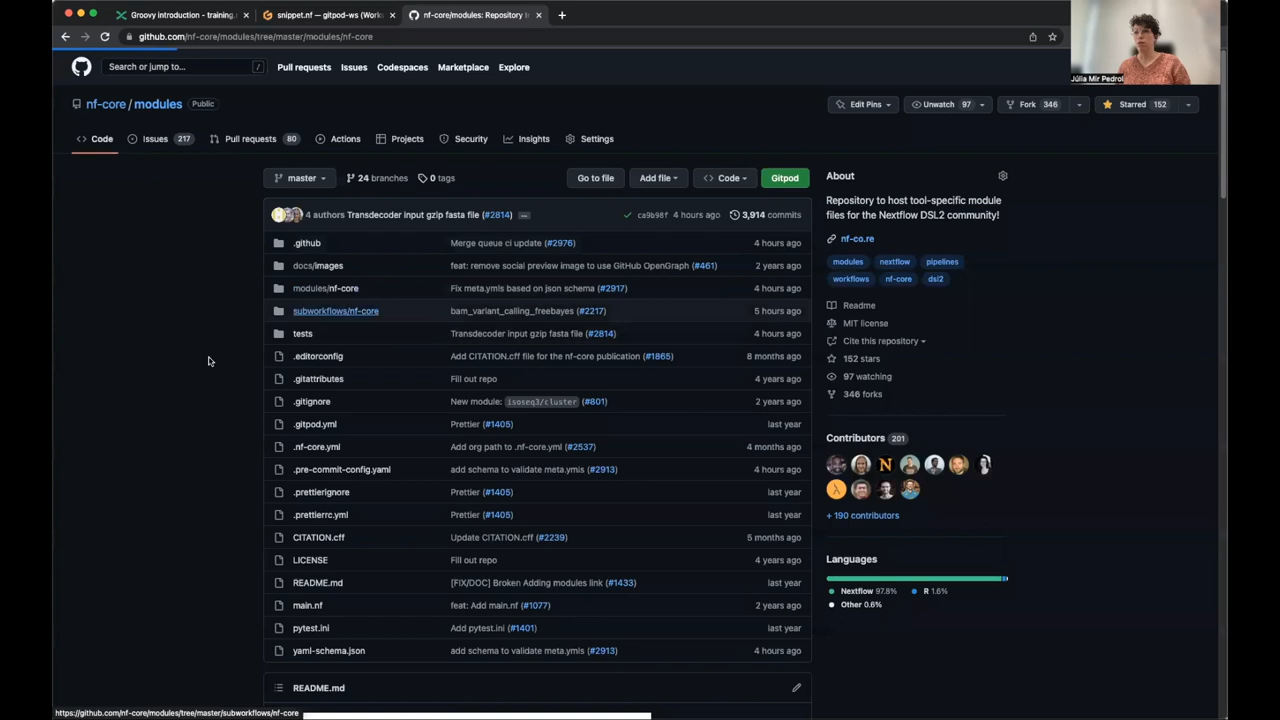 Groovy introduction - training.n
snippet.nf — gitpod-ws (Works
nf-core/modules: Repository t
github.com/nf-core/modules/tree/master/modules/nf-core
Júlia Mir Pedrol
Search or jump to...
/
Pull requests
Issues
Codespaces
Marketplace
Explore
nf-core / modules
Public
Edit Pins
Unwatch 97
Fork 346
Starred 152
Code
Issues 217
Pull requests 80
Actions
Projects
Security
Insights
Settings
master
24 branches
0 tags
Go to file
Add file
Code
Gitpod
4 authors Transdecoder input gzip fasta file (#2814) ...
ca9b98f 4 hours ago
3,914 commits
.github Merge queue ci update (#2976) 4 hours ago
docs/images feat: remove social preview image to use GitHub OpenGraph (#461) 2 years ago
modules/nf-core Fix meta.ymls based on json schema (#2917) 4 hours ago
subworkflows/nf-core bam_variant_calling_freebayes (#2217) 5 hours ago
tests Transdecoder input gzip fasta file (#2814) 4 hours ago
.editorconfig Add CITATION.cff file for the nf-core publication (#1865) 8 months ago
.gitattributes Fill out repo 4 years ago
.gitignore New module: isoseq3/cluster (#801) 2 years ago
.gitpod.yml Prettier (#1405) last year
.nf-core.yml Add org path to .nf-core.yml (#2537) 4 months ago
.pre-commit-config.yaml add schema to validate meta.ymls (#2913) 4 hours ago
.prettierignore Prettier (#1405) last year
.prettierrc.yml Prettier (#1405) last year
CITATION.cff Update CITATION.cff (#2239) 5 months ago
LICENSE Fill out repo 4 years ago
README.md [FIX/DOC] Broken Adding modules link (#1433) last year
main.nf feat: Add main.nf (#1077) 2 years ago
pytest.ini Add pytest.ini (#1401) last year
yaml-schema.json add schema to validate meta.ymls (#2913) 4 hours ago
README.md
About
Repository to host tool-specific module
files for the Nextflow DSL2 community!
nf-co.re
modules nextflow pipelines
workflows nf-core dsl2
Readme
MIT license
Cite this repository
152 stars
97 watching
346 forks
Contributors 201
+ 190 contributors
Languages
Nextflow 97.8% R 1.6%
Other 0.6%
https://github.com/nf-core/modules/tree/master/subworkflows/nf-core